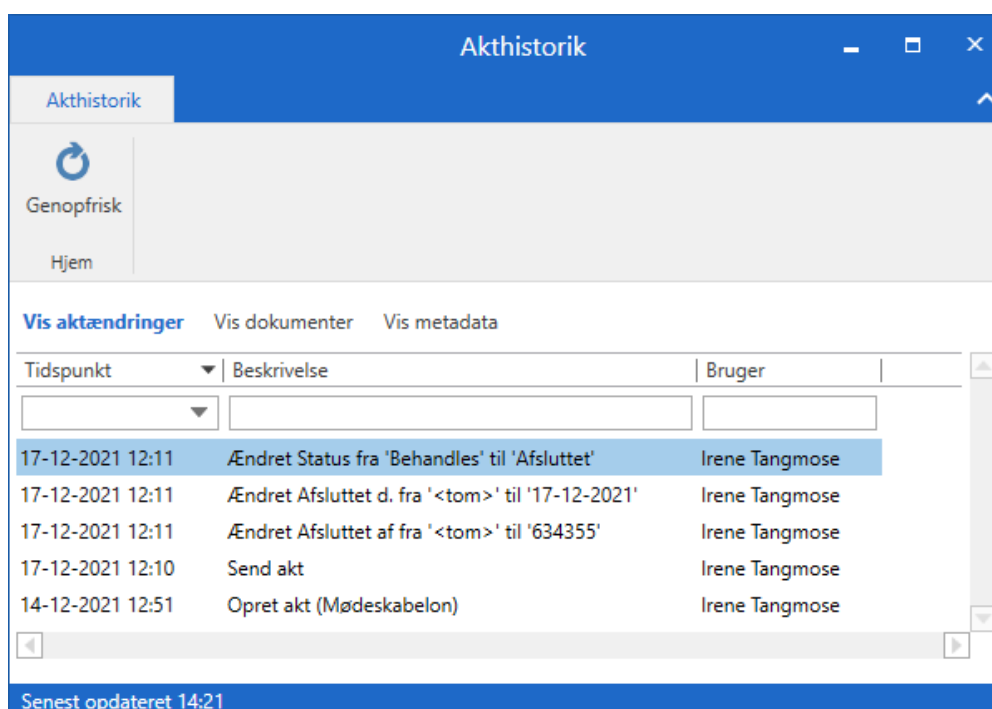 Akthistorik
Akthistorik
Genopfrisk
Hjem
Vis aktændringer Vis dokumenter Vis metadata
Tidspunkt Beskrivelse Bruger
17-12-2021 12:11 Ændret Status fra 'Behandles' til 'Afsluttet' Irene Tangmose
17-12-2021 12:11 Ændret Afsluttet d. fra '<tom>' til '17-12-2021' Irene Tangmose
17-12-2021 12:11 Ændret Afsluttet af fra '<tom>' til '634355' Irene Tangmose
17-12-2021 12:10 Send akt Irene Tangmose
14-12-2021 12:51 Opret akt (Mødeskabelon) Irene Tangmose
Senest opdateret 14:21